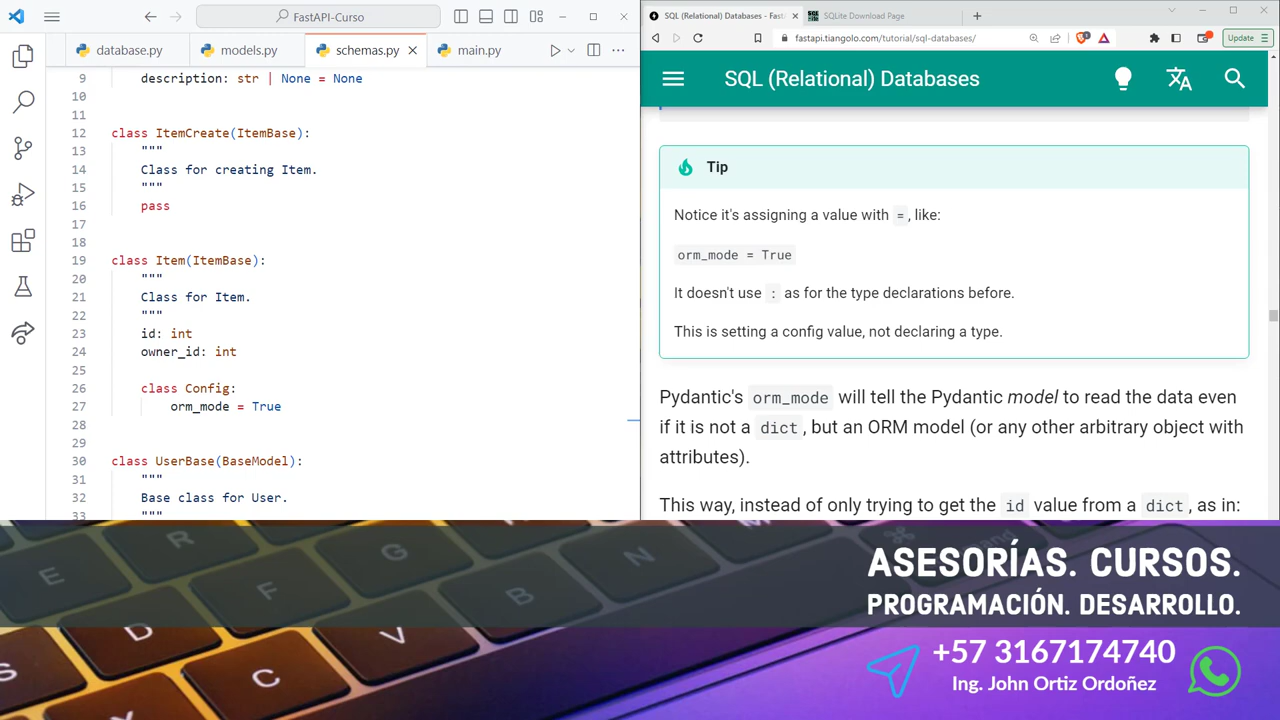 FastAPI-Curso
database.py
models.py
schemas.py
main.py
9 description: str | None = None
10
11
12 class ItemCreate(ItemBase):
13 """
14 Class for creating Item.
15 """
16 pass
17
18
19 class Item(ItemBase):
20 """
21 Class for Item.
22 """
23 id: int
24 owner_id: int
25
26 class Config:
27 orm_mode = True
28
29
30 class UserBase(BaseModel):
31 """
32 Base class for User.
33 """
SQL (Relational) Databases - Fast
SQLite Download Page
fastapi.tiangolo.com/tutorial/sql-databases/
Update
SQL (Relational) Databases
Tip
Notice it's assigning a value with =, like:
orm_mode = True
It doesn't use : as for the type declarations before.
This is setting a config value, not declaring a type.
Pydantic's orm_mode will tell the Pydantic model to read the data even
if it is not a dict, but an ORM model (or any other arbitrary object with
attributes).
This way, instead of only trying to get the id value from a dict, as in:
E
R
F
G
B
N
M
D
C
V
S
X
ASESORÍAS. CURSOS.
PROGRAMACIÓN. DESARROLLO.
+57 3167174740
Ing. John Ortiz Ordoñez